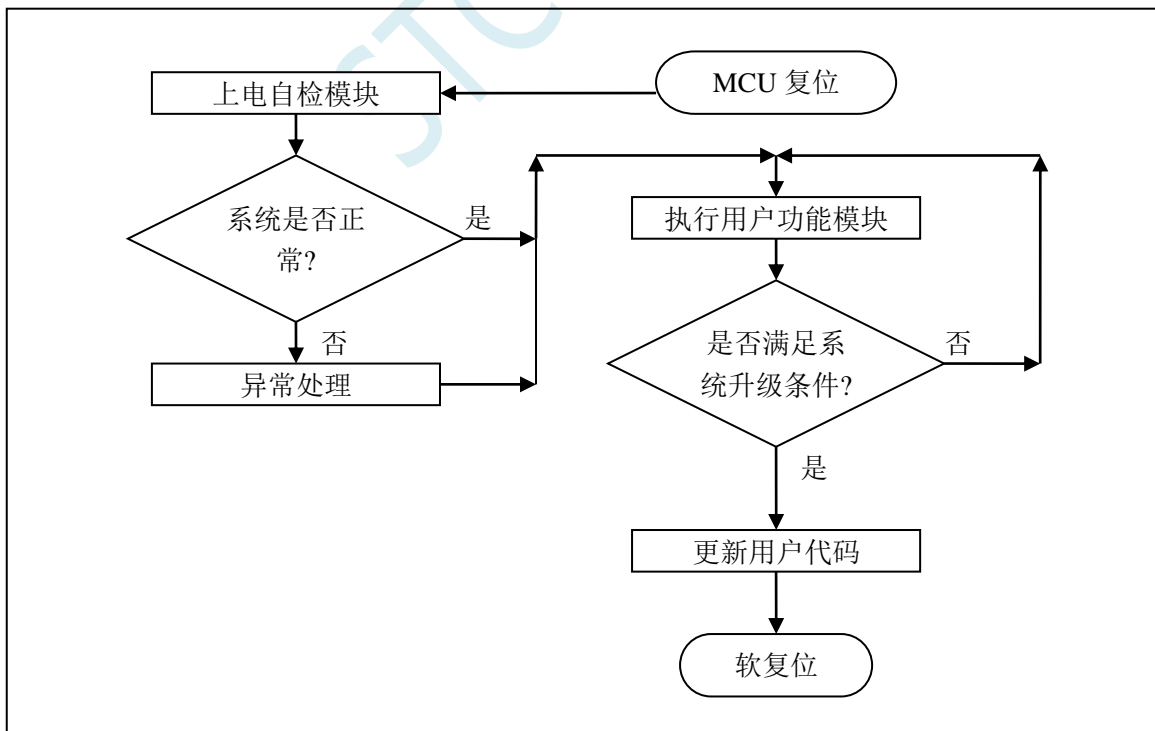 STC
MCU 复位
上电自检模块
系统是否正
常?
是
否
异常处理
执行用户功能模块
是否满足系
统升级条件?
否
是
更新用户代码
软复位